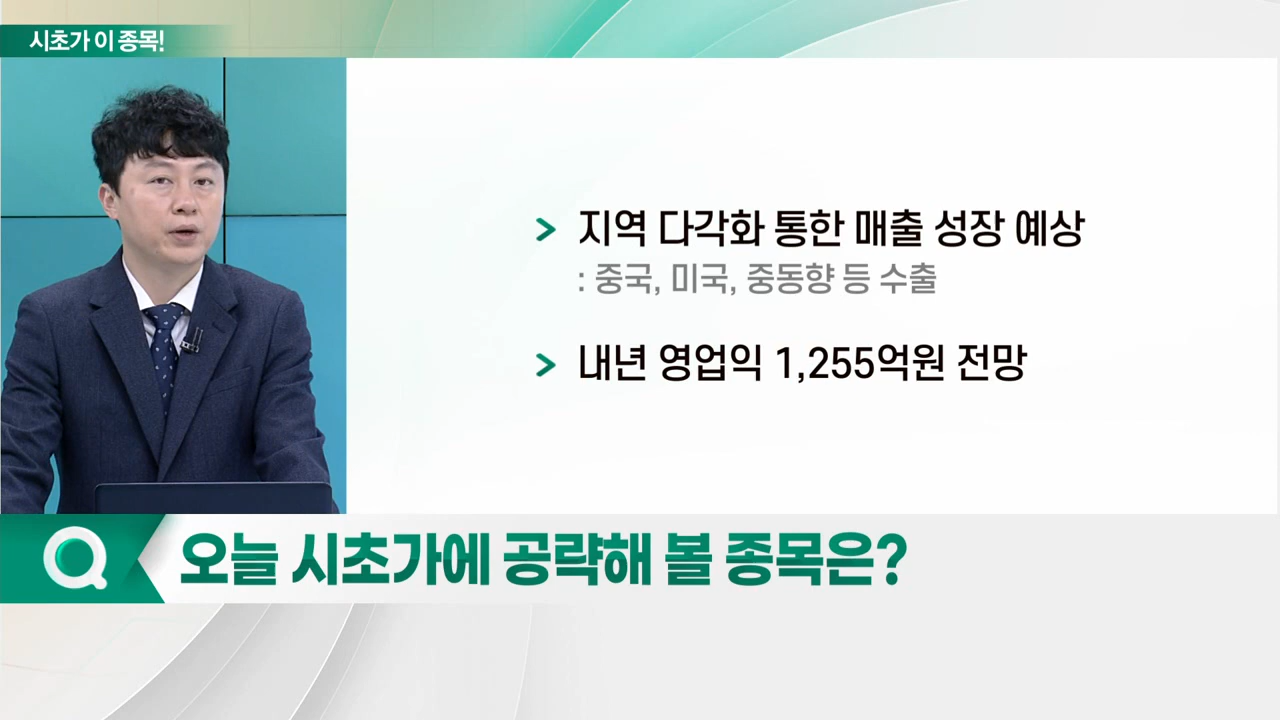 시초가 이 종목!
지역 다각화 통한 매출 성장 예상
: 중국, 미국, 중동향 등 수출
내년 영업익 1,255억원 전망
오늘 시초가에 공략해 볼 종목은?